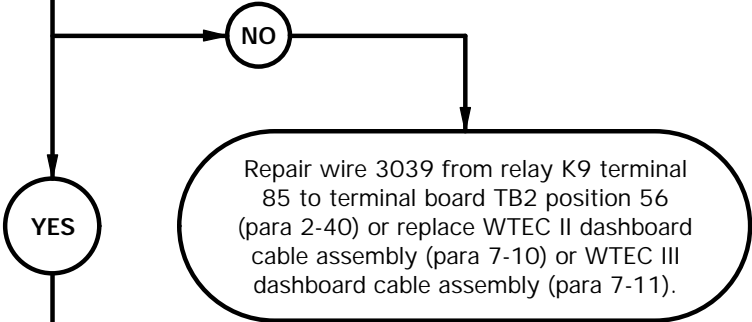 NO
YES
Repair wire 3039 from relay K9 terminal
85 to terminal board TB2 position 56
(para 2-40) or replace WTEC II dashboard
cable assembly (para 7-10) or WTEC III
dashboard cable assembly (para 7-11).